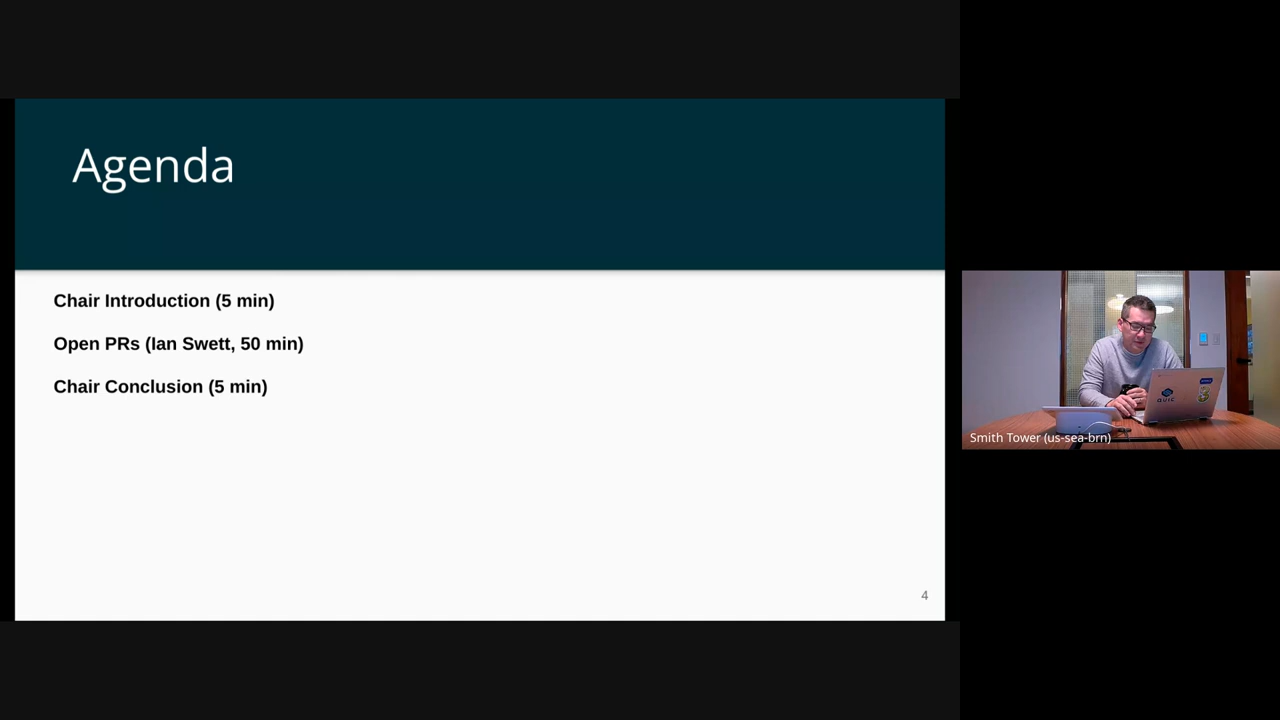 Agenda
Chair Introduction (5 min)
Open PRs (Ian Swett, 50 min)
Chair Conclusion (5 min)
4
Smith Tower (us-sea-brn)
QUIC